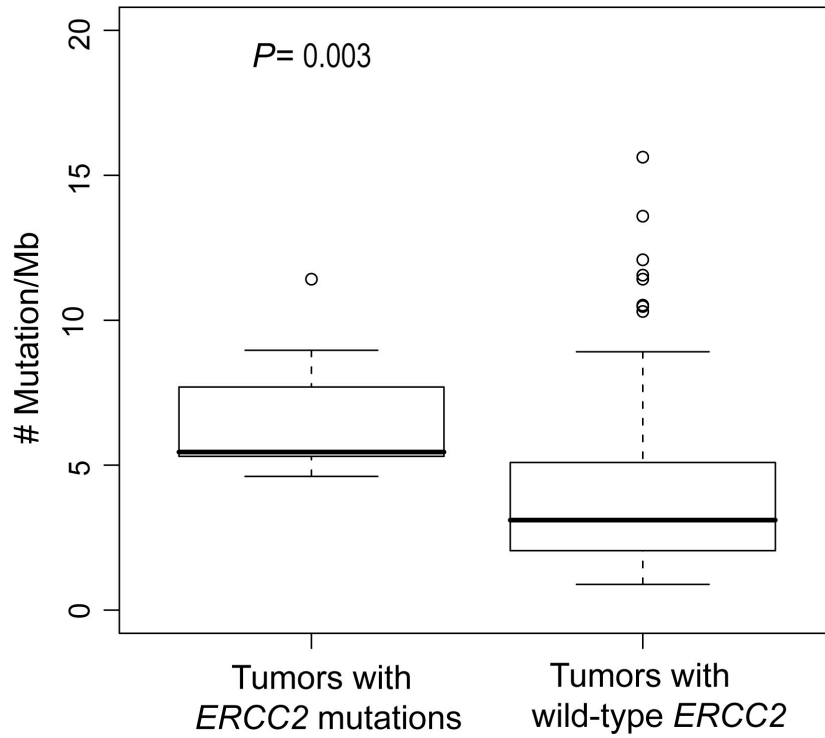 P= 0.003
# Mutation/Mb
20
15
10
5
0
Tumors with
ERCC2 mutations
Tumors with
wild-type ERCC2